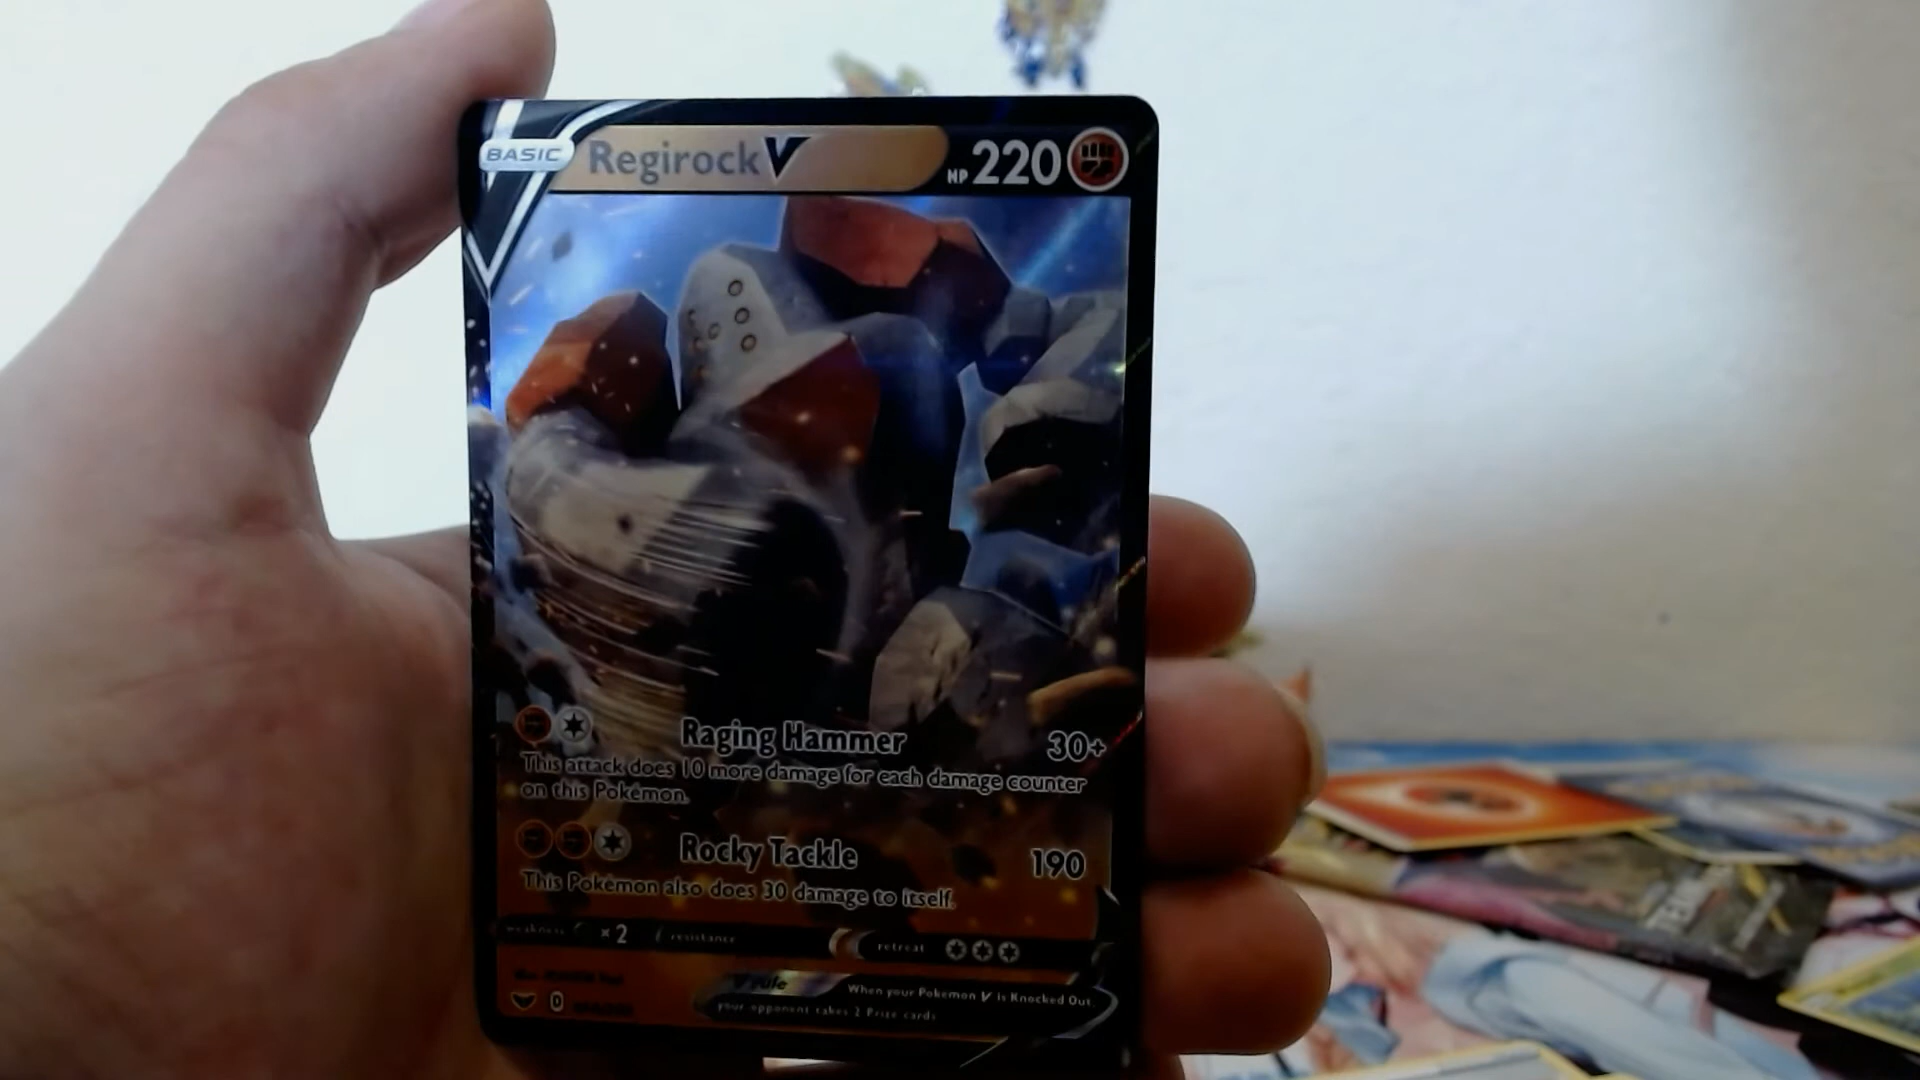 BASIC Regirock V HP 220
Raging Hammer 30+
This attack does 10 more damage for each damage counter
on this Pokémon.
Rocky Tackle 190
This Pokémon also does 30 damage to itself.
weakness ×2 resistance retreat
V rule When your Pokémon V is Knocked Out,
D your opponent takes 2 Prize cards.
TEAM